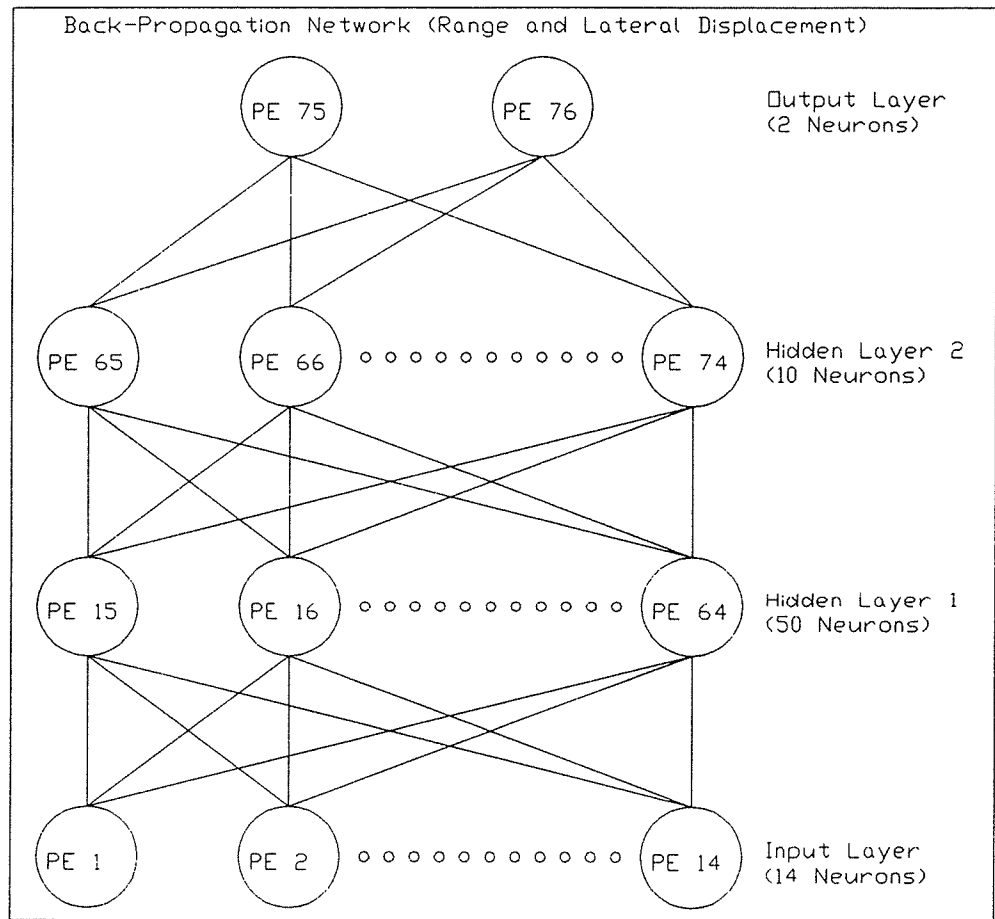 Back-Propagation Network (Range and Lateral Displacement)
PE 75
PE 76
Output Layer
(2 Neurons)
PE 65
PE 66
PE 74
Hidden Layer 2
(10 Neurons)
PE 15
PE 16
PE 64
Hidden Layer 1
(50 Neurons)
PE 1
PE 2
PE 14
Input Layer
(14 Neurons)